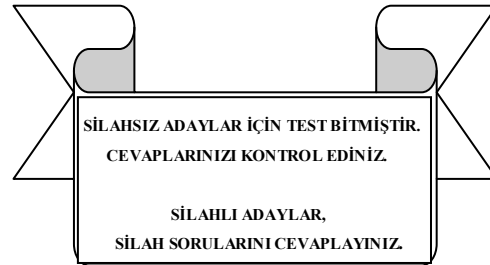 SİLAHSIZ ADAYLAR İÇİN TEST BİTMİŞTİR.
CEVAPLARINIZI KONTROL EDİNİZ.
SİLAHLI ADAYLAR,
SİLAH SORULARINI CEVAPLAYINIZ.